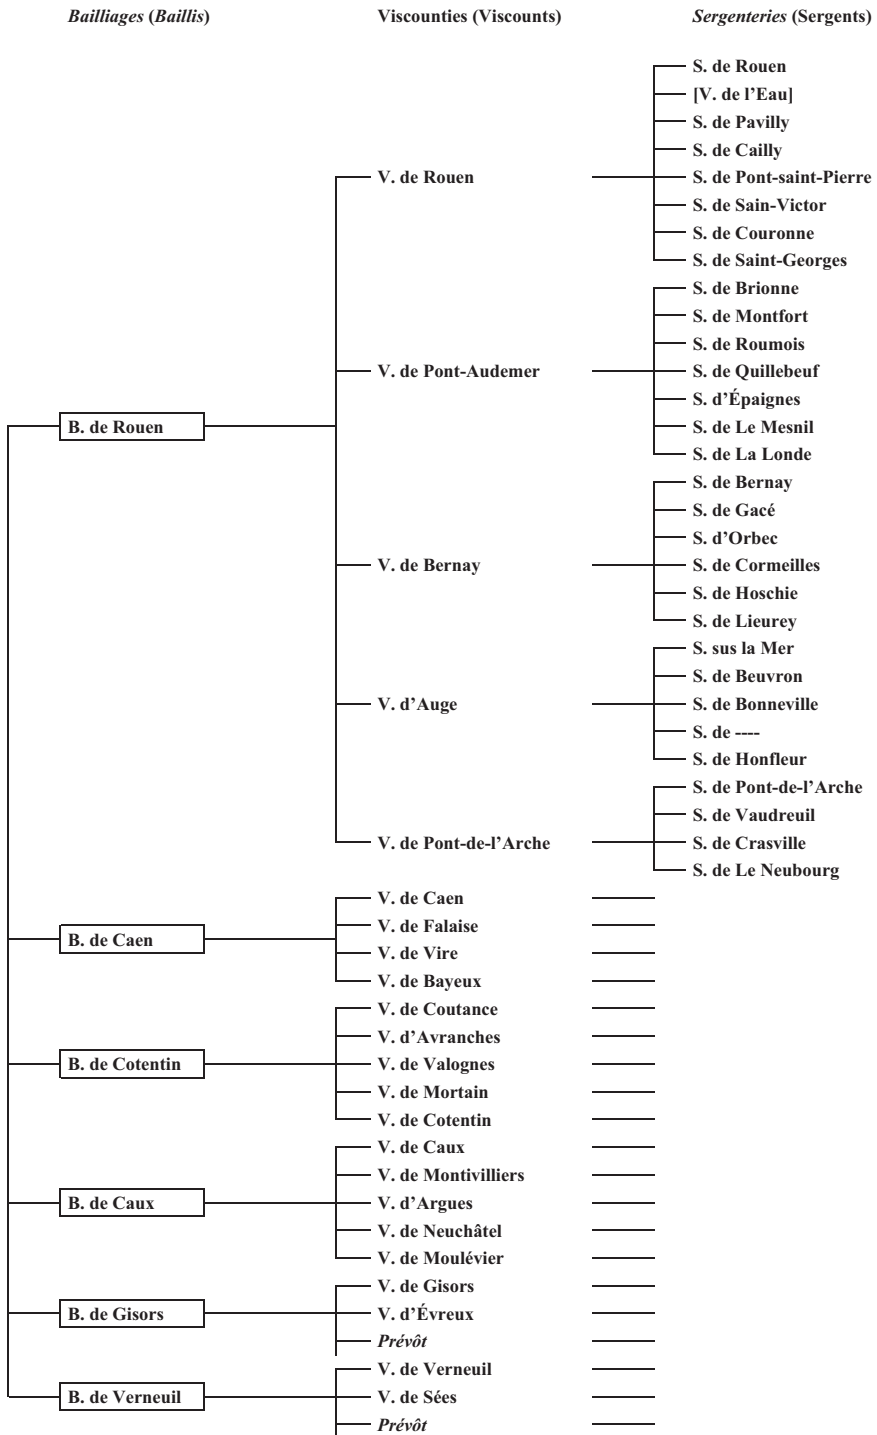 Bailliages (Baillis) Viscounties (Viscounts) Sergenteries (Sergents)
S. de Rouen
[V. de l’Eau]
S. de Pavilly
S. de Cailly
V. de Rouen S. de Pont-saint-Pierre
S. de Sain-Victor
S. de Couronne
S. de Saint-Georges
S. de Brionne
S. de Montfort
S. de Roumois
V. de Pont-Audemer S. de Quillebeuf
S. d’Épaignes
B. de Rouen S. de Le Mesnil
S. de La Londe
S. de Bernay
S. de Gacé
S. d’Orbec
V. de Bernay S. de Cormeilles
S. de Hoschie
S. de Lieurey
S. sus la Mer
S. de Beuvron
V. d’Auge S. de Bonneville
S. de ----
S. de Honfleur
S. de Pont-de-l’Arche
S. de Vaudreuil
V. de Pont-de-l’Arche S. de Crasville
S. de Le Neubourg
V. de Caen
V. de Falaise
B. de Caen
V. de Vire
V. de Bayeux
V. de Coutance
V. d’Avranches
B. de Cotentin V. de Valognes
V. de Mortain
V. de Cotentin
V. de Caux
V. de Montivilliers
B. de Caux V. d’Argues
V. de Neuchâtel
V. de Moulévier
V. de Gisors
B. de Gisors V. d’Évreux
Prévôt
V. de Verneuil
B. de Verneuil V. de Sées
Prévôt